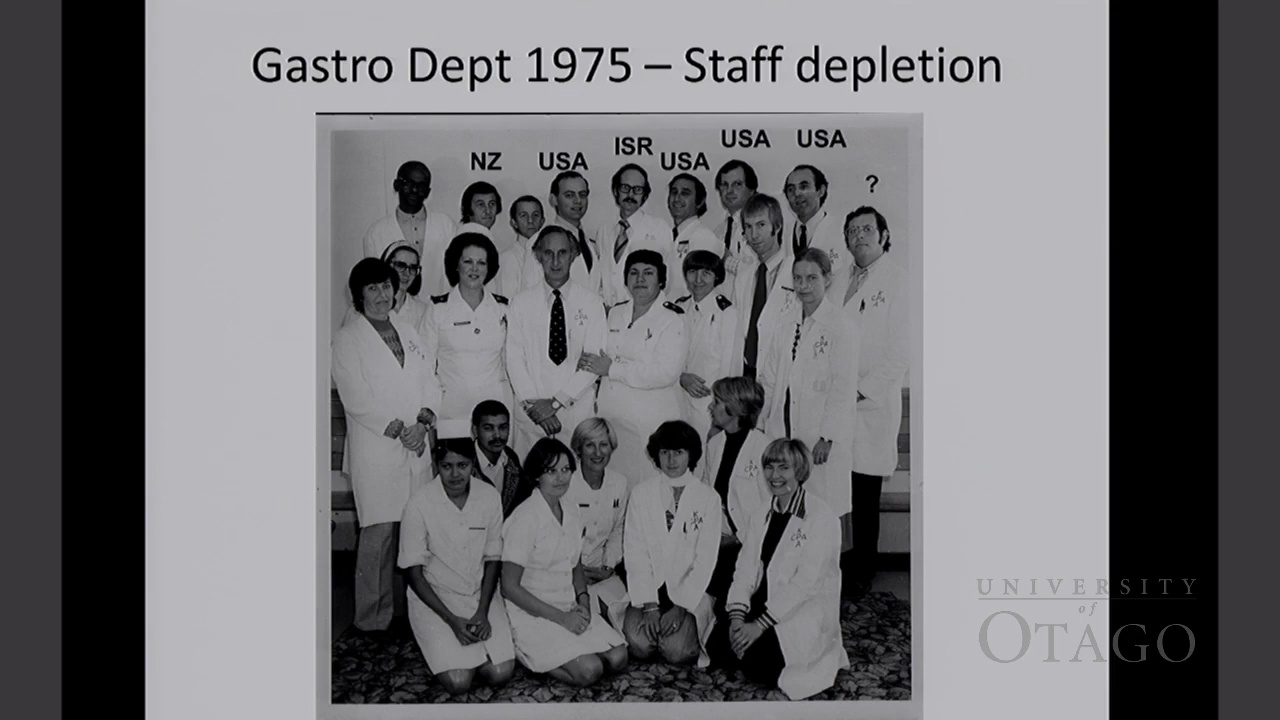 Gastro Dept 1975 – Staff depletion
NZ
USA
ISR
USA
USA
USA
?
UNIVERSITY
of
OTAGO